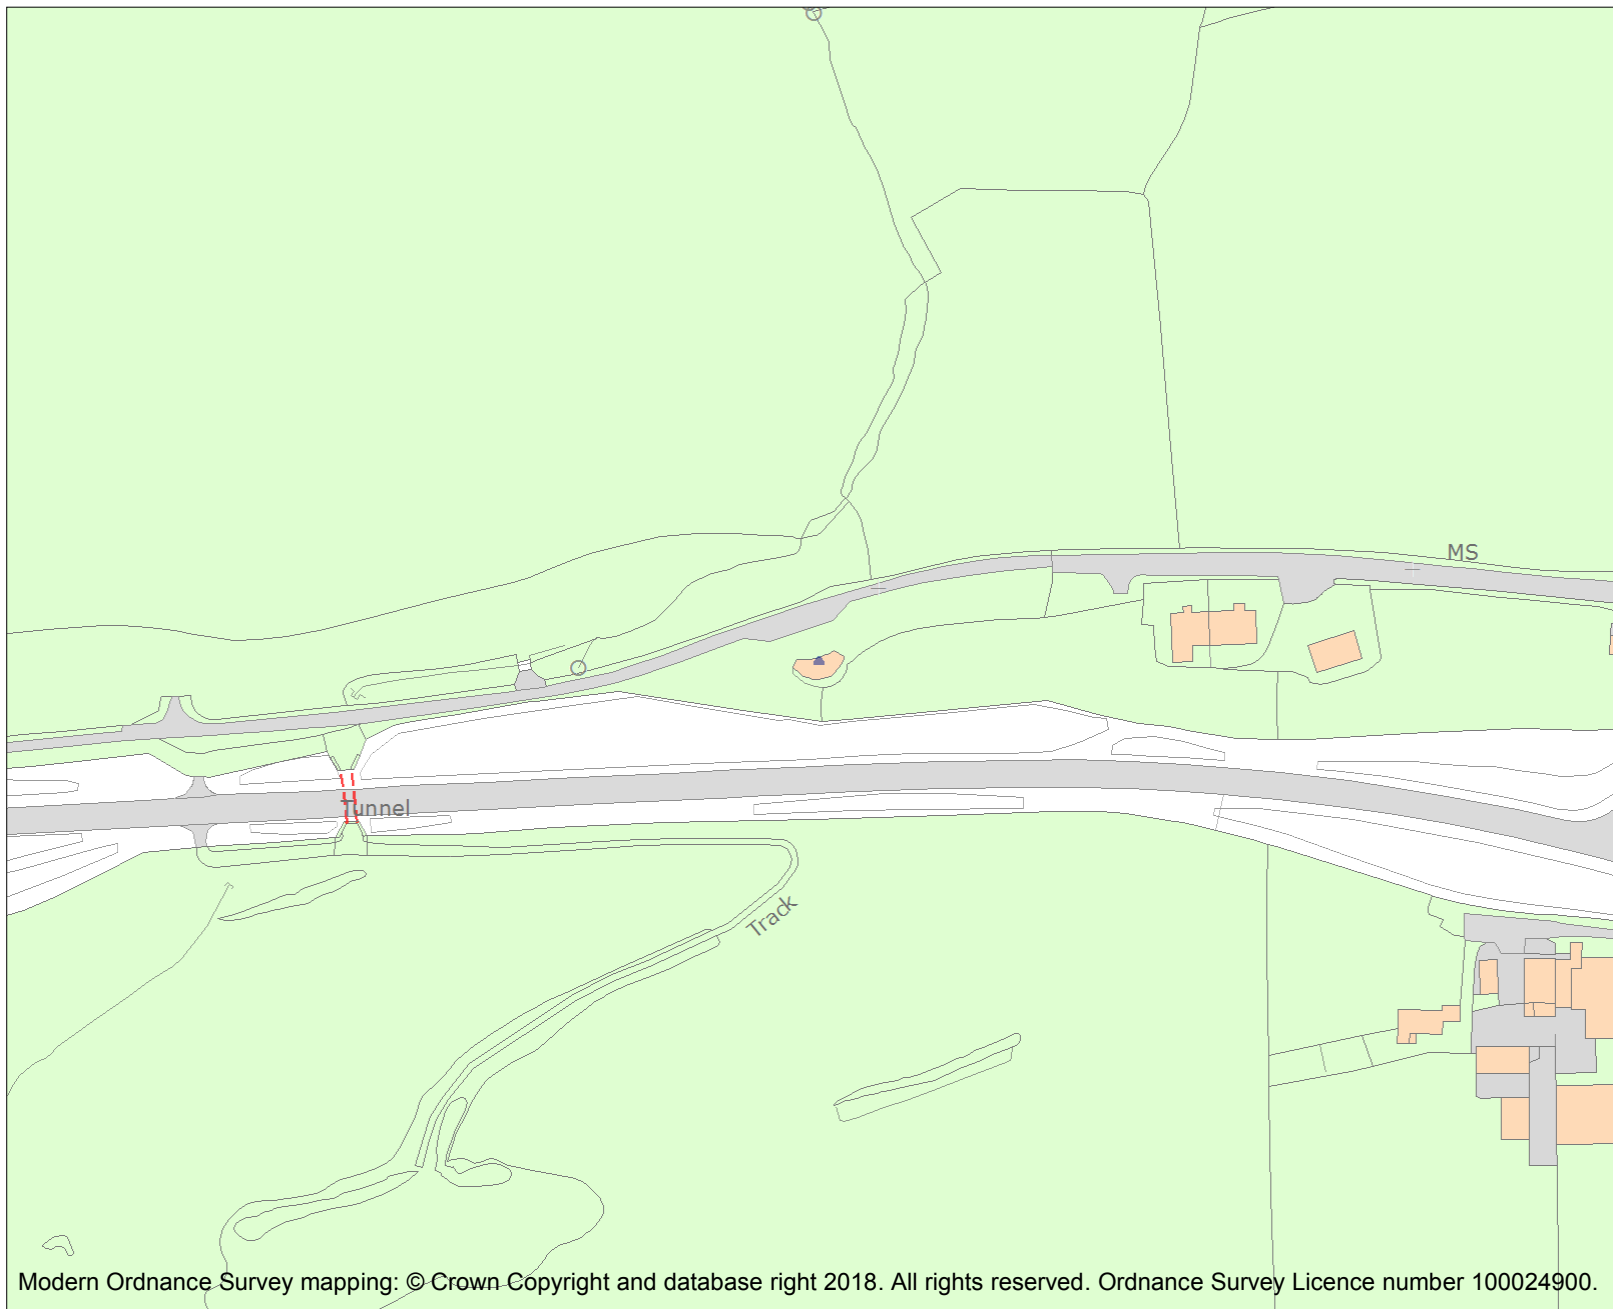 MS
Tunnel
Track
Modern Ordnance Survey mapping: © Crown Copyright and database right 2018. All rights reserved. Ordnance Survey Licence number 100024900.